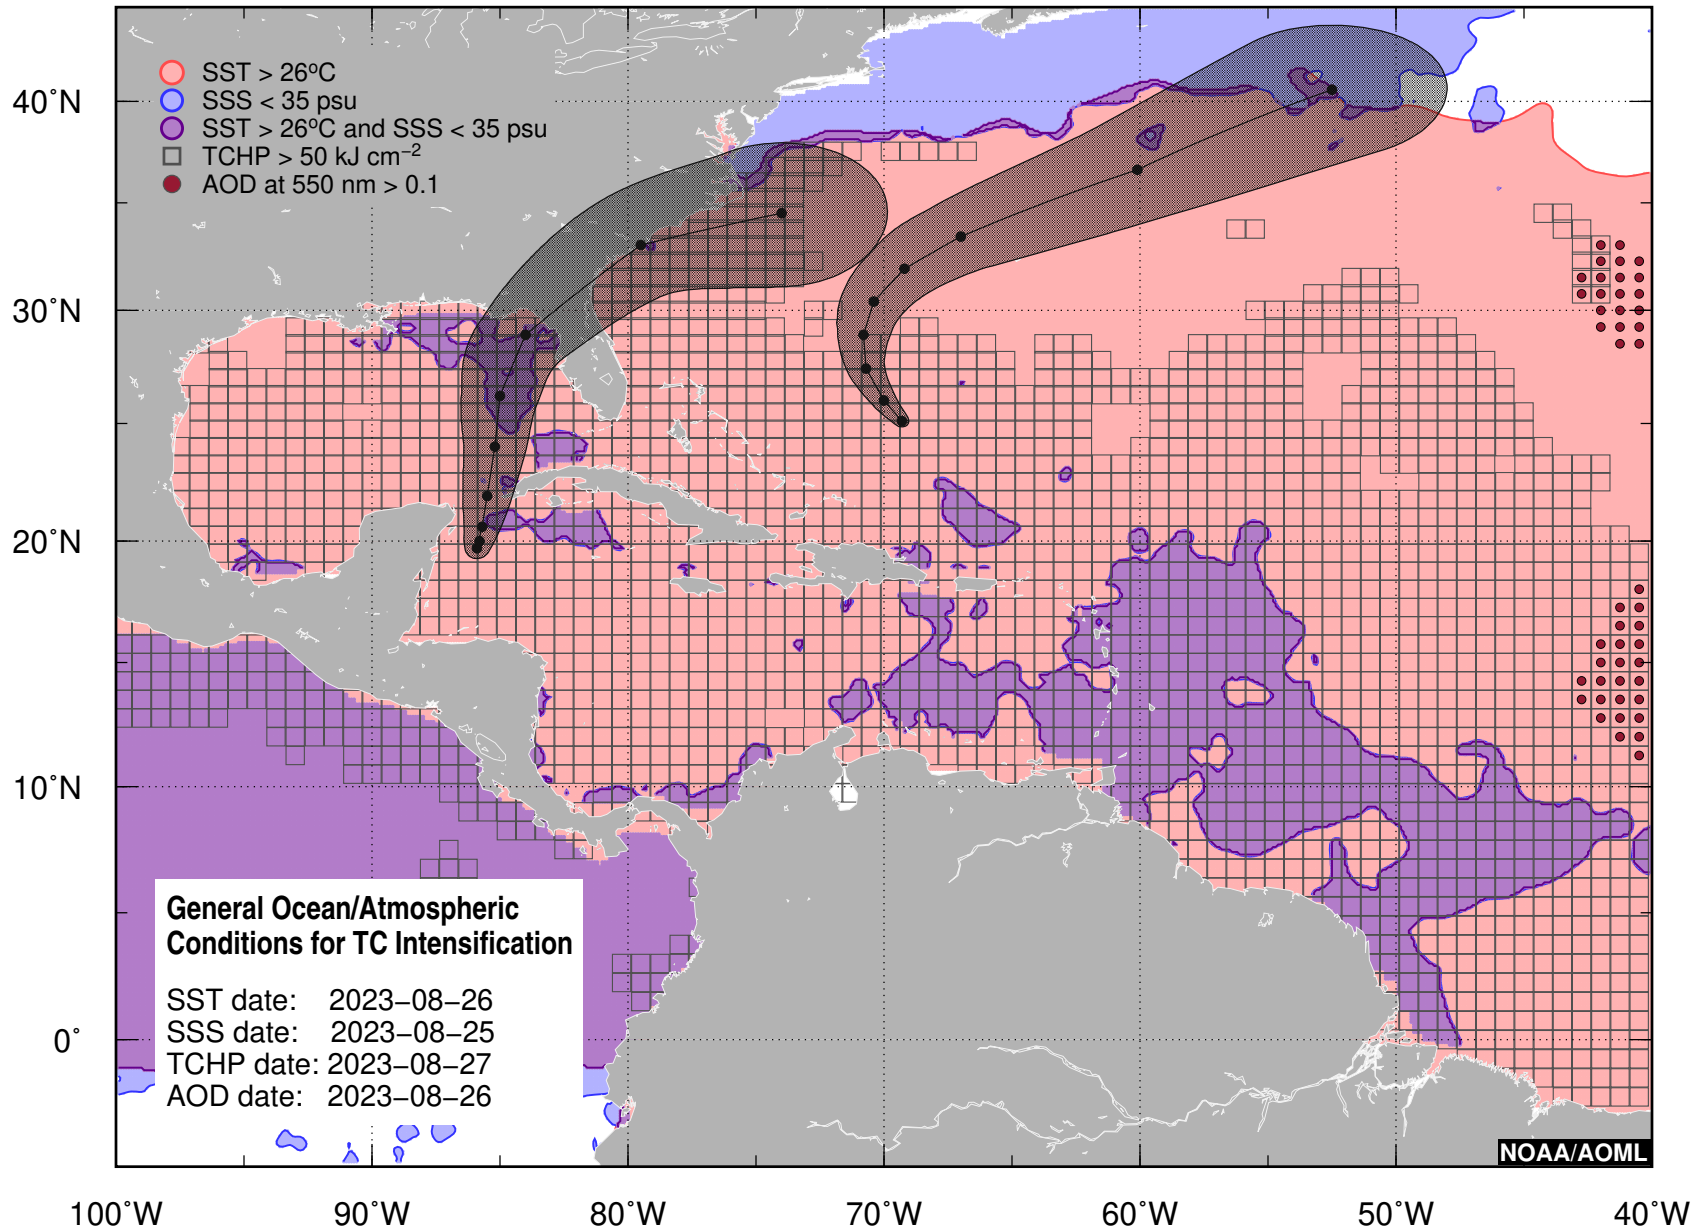 SST > 26°C
SSS < 35 psu
SST > 26°C and SSS < 35 psu
TCHP > 50 kJ cm−2
AOD at 550 nm > 0.1
40°N
30°N
20°N
10°N
0°
General Ocean/Atmospheric
Conditions for TC Intensification
SST date: 2023−08−26
SSS date: 2023−08−25
TCHP date: 2023−08−27
AOD date: 2023−08−26
NOAA/AOML
100°W 90°W 80°W 70°W 60°W 50°W 40°W